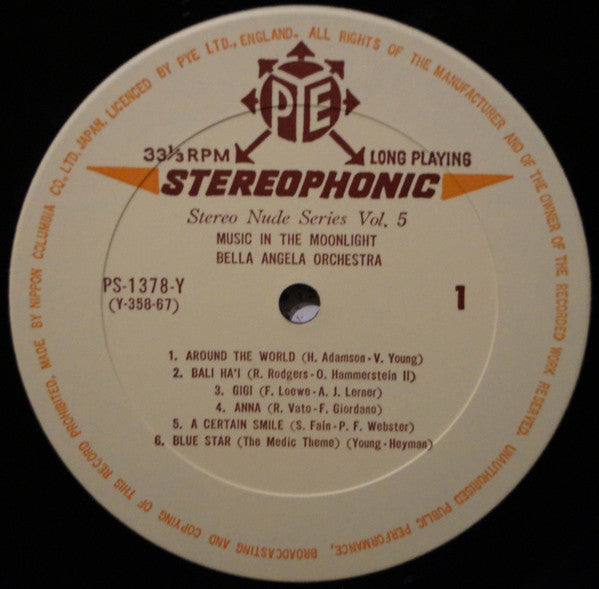 MADE BY NIPPON COLUMBIA CO., LTD. JAPAN. LICENCED BY PYE LTD., ENGLAND. ALL RIGHTS OF THE MANUFACTURER AND OF THE OWNER OF THE RECORDED WORK RESERVED. UNAUTHORISED PUBLIC PERFORMANCE, BROADCASTING AND COPYING OF THIS RECORD PROHIBITED.
PYE
33⅓ RPM LONG PLAYING
STEREOPHONIC
Stereo Nude Series Vol. 5
MUSIC IN THE MOONLIGHT
BELLA ANGELA ORCHESTRA
PS-1378-Y
(Y-358-67)
1
1. AROUND THE WORLD (H. Adamson-V. Young)
2. BALI HA'I (R. Rodgers-O. Hammerstein II)
3. GIGI (F. Loewe-A. J. Lerner)
4. ANNA (R. Vato-F. Giordano)
5. A CERTAIN SMILE (S. Fain-P. F. Webster)
6. BLUE STAR (The Medic Theme) (Young-Heyman)